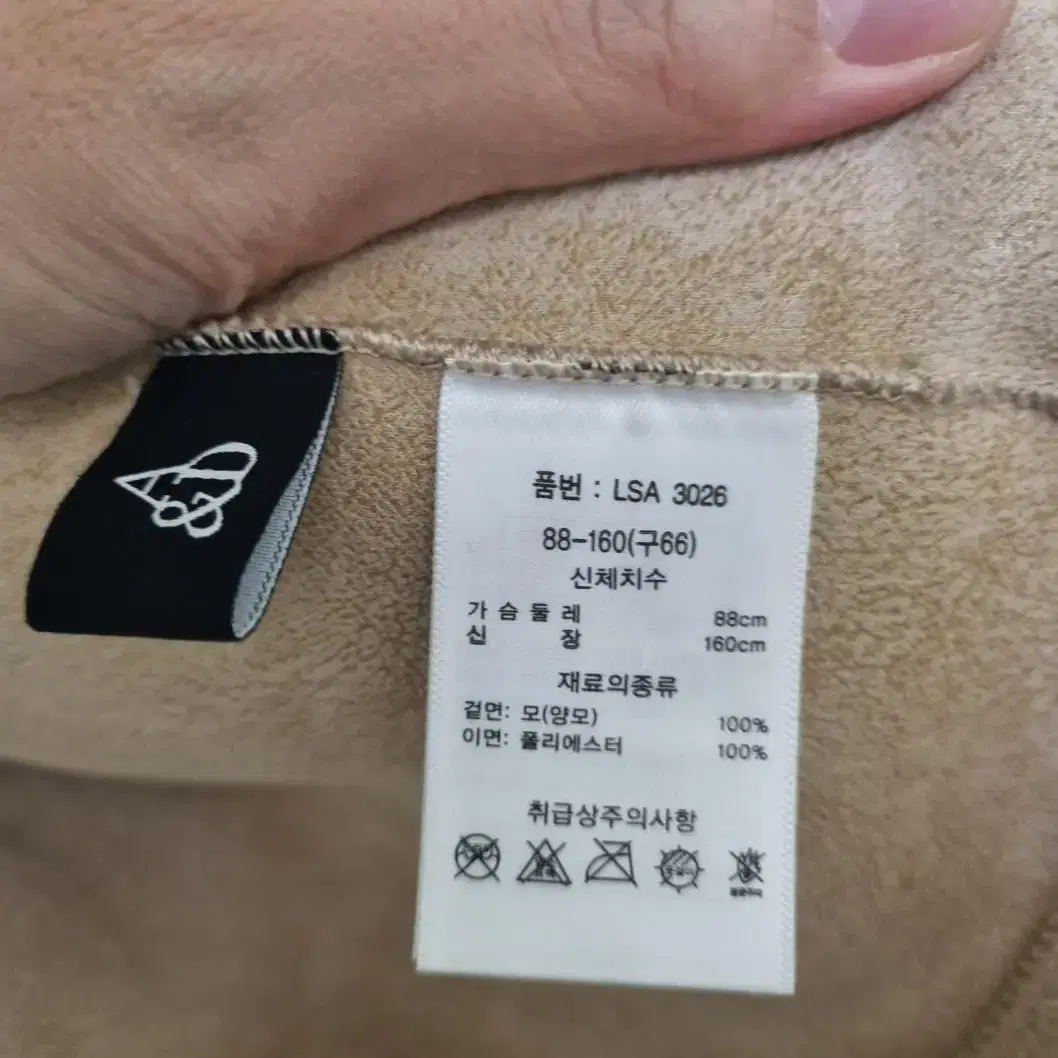 품번 : LSA 3026
88-160(구66)
신체치수
가 슴 둘 레 88cm
신 장 160cm
재료의종류
겉면: 모(양모) 100%
이면: 폴리에스터 100%
취급상주의사항